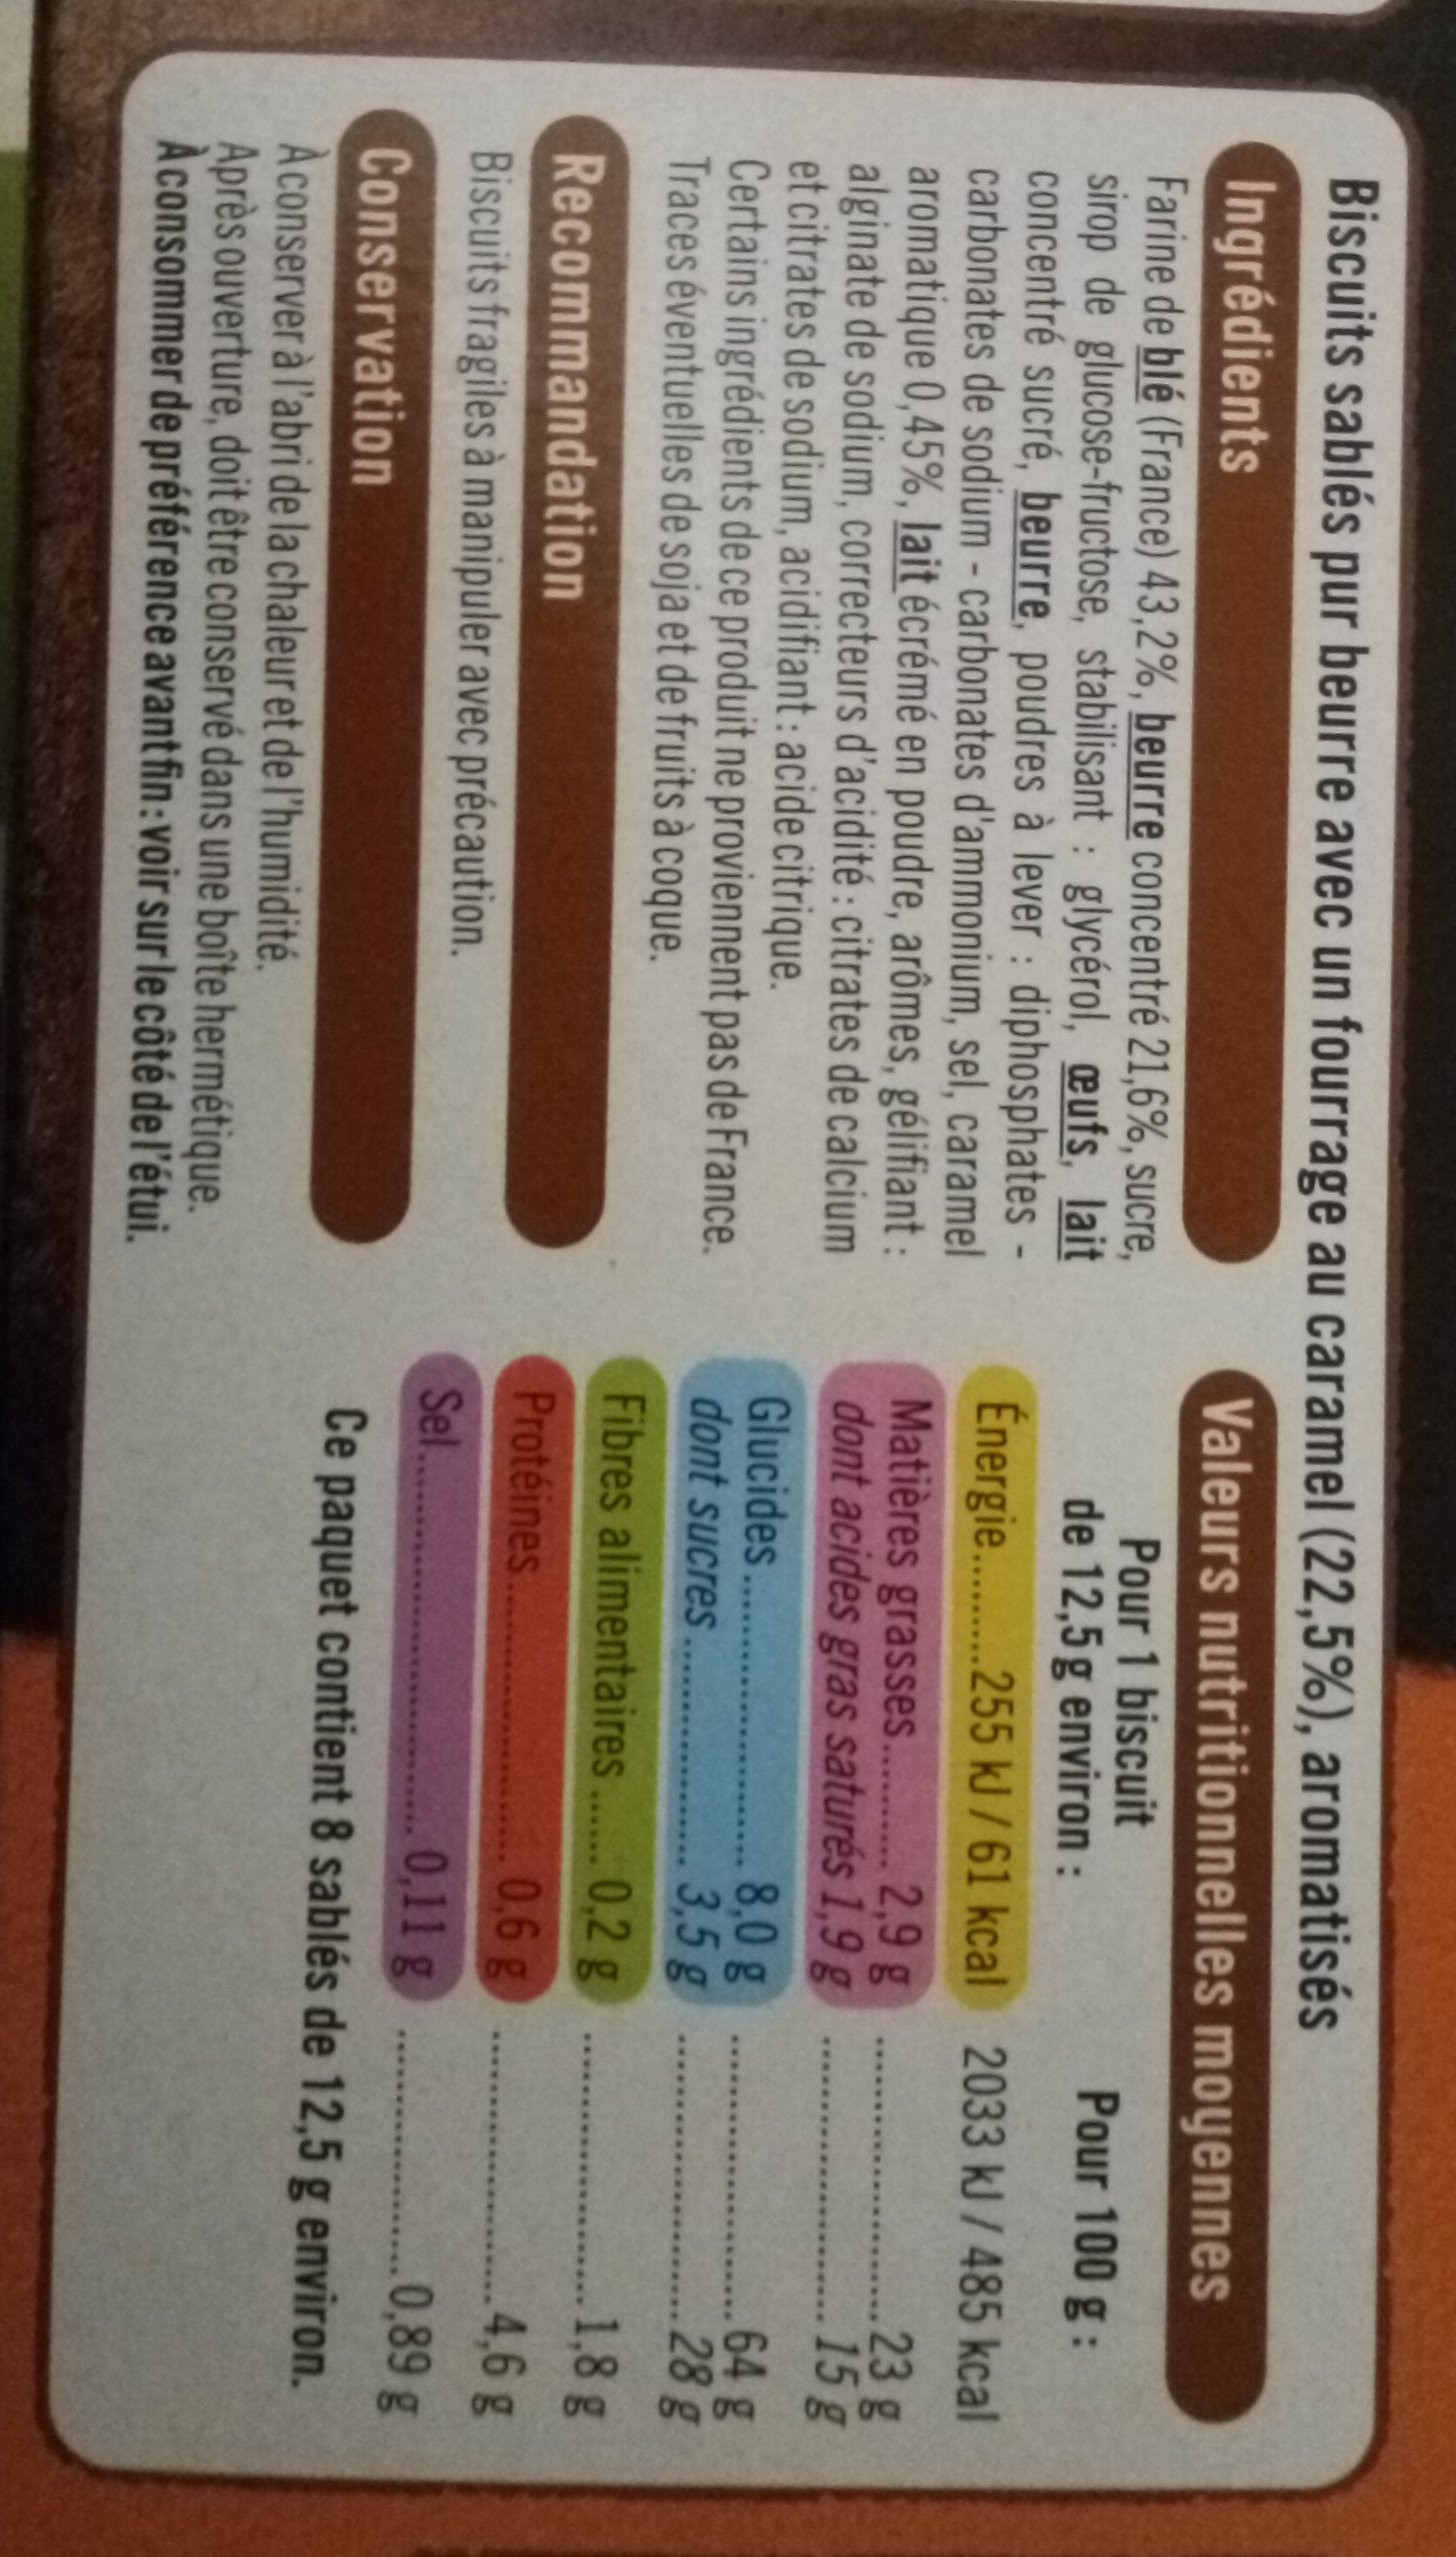 Biscuits sablés pur beurre avec un fourrage au caramel (22,5%), aromatisés
Ingrédients
Farine de blé (France) 43,2%, beurre concentré 21,6%, sucre,
sirop de glucose-fructose, stabilisant : glycérol, œufs, lait
concentré sucré, beurre, poudres à lever : diphosphates -
carbonates de sodium - carbonates d'ammonium, sel, caramel
aromatique 0,45%, lait écrémé en poudre, arômes, gélifiant :
alginate de sodium, correcteurs d'acidité : citrates de calcium
et citrates de sodium, acidifiant : acide citrique.
Certains ingrédients de ce produit ne proviennent pas de France.
Traces éventuelles de soja et de fruits à coque.
Recommandation
Biscuits fragiles à manipuler avec précaution.
Conservation
À conserver à l'abri de la chaleur et de l'humidité.
Après ouverture, doit être conservé dans une boîte hermétique.
À consommer de préférence avant fin : voir sur le côté de l'étui.
Valeurs nutritionnelles moyennes
Pour 1 biscuit
de 12,5 g environ :
Pour 100 g :
Énergie.........255 kJ / 61 kcal 2033 kJ / 485 kcal
Matières grasses.......... 2,9 g ......................23 g
dont acides gras saturés 1,9 g ...................... 15 g
Glucides ...................... 8,0 g ......................64 g
dont sucres .................. 3,5 g ......................28 g
Fibres alimentaires ...... 0,2 g ..................... 1,8 g
Protéines...................... 0,6 g .....................4,6 g
Sel............................... 0,11 g ...................0,89 g
Ce paquet contient 8 sablés de 12,5 g environ.